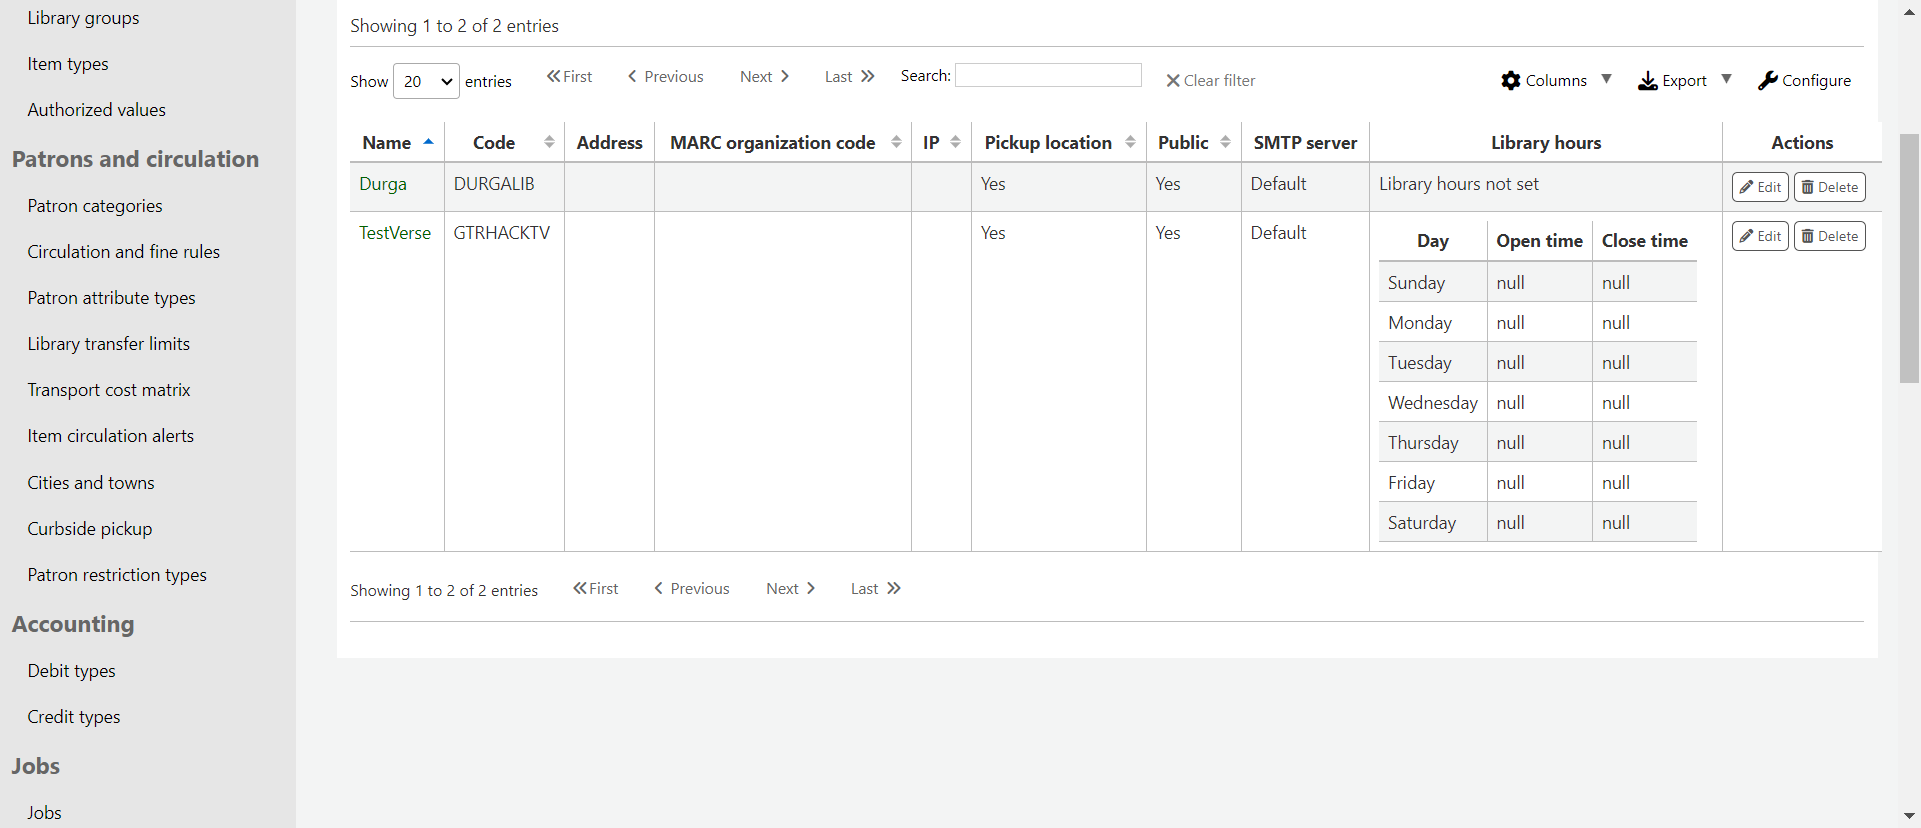 Library groups
Item types
Authorized values
Patrons and circulation
Patron categories
Circulation and fine rules
Patron attribute types
Library transfer limits
Transport cost matrix
Item circulation alerts
Cities and towns
Curbside pickup
Patron restriction types
Accounting
Debit types
Credit types
Jobs
Jobs
Showing 1 to 2 of 2 entries
Show 20 entries First Previous Next Last Search: Clear filter Columns Export Configure
Name Code Address MARC organization code IP Pickup location Public SMTP server Library hours Actions
Durga DURGALIB Yes Yes Default Library hours not set Edit Delete
TestVerse GTRHACKTV Yes Yes Default Edit Delete
Day Open time Close time
Sunday null null
Monday null null
Tuesday null null
Wednesday null null
Thursday null null
Friday null null
Saturday null null
Showing 1 to 2 of 2 entries First Previous Next Last